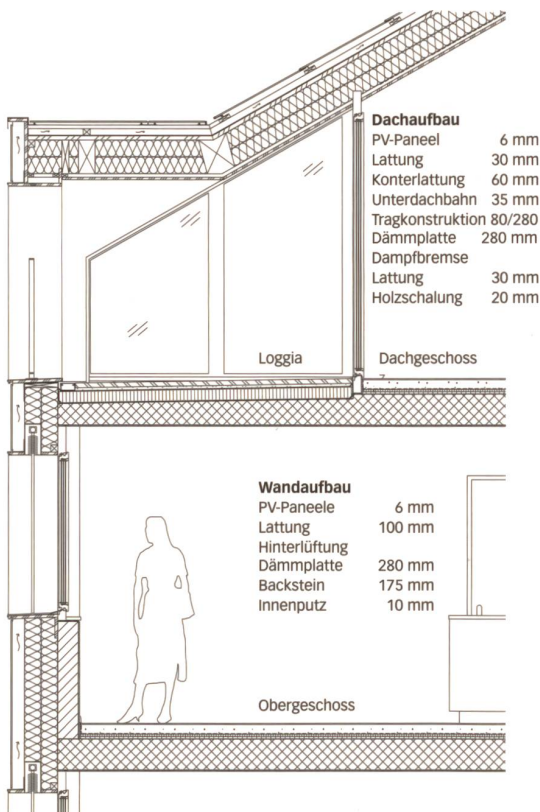 Dachaufbau
PV-Paneel 6 mm
Lattung 30 mm
Konterlattung 60 mm
Unterdachbahn 35 mm
Tragkonstruktion 80/280
Dämmplatte 280 mm
Dampfbremse
Lattung 30 mm
Holzschalung 20 mm
Loggia Dachgeschoss
Wandaufbau
PV-Paneele 6 mm
Lattung 100 mm
Hinterlüftung
Dämmplatte 280 mm
Backstein 175 mm
Innenputz 10 mm
Obergeschoss